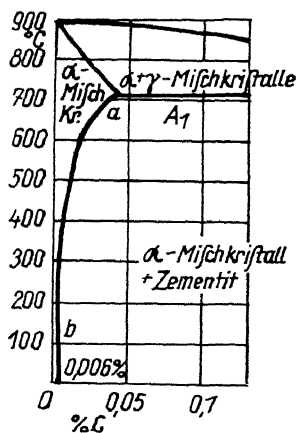 900
°C
800
α-
Miſch
Kr.
α+γ-Miſchkriſtalle
700
a
A1
600
500
400
300
α-Miſchkriſtall
+Zementit
200
b
100
0,006%
0
0,05
0,1
%C